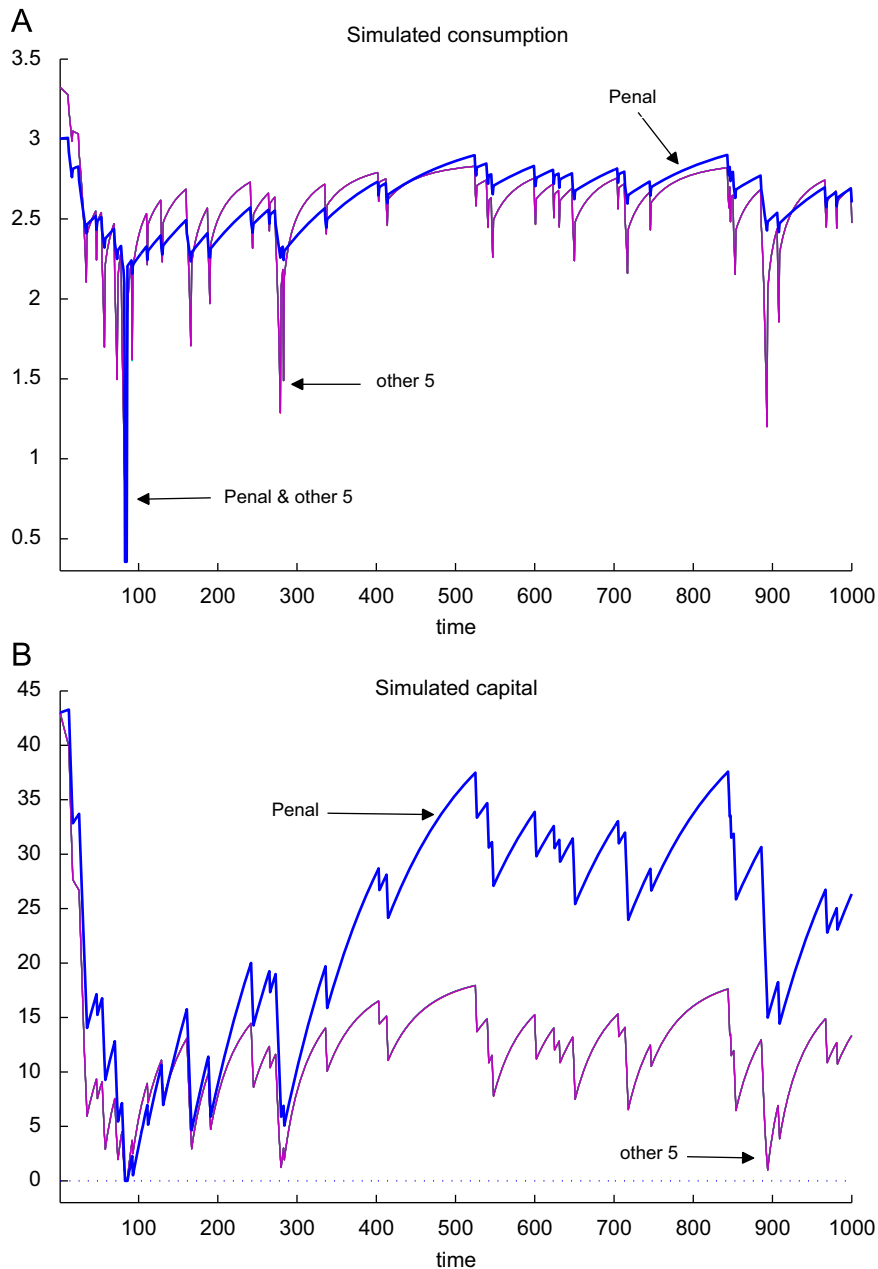 A
Simulated consumption
3.5
3
2.5
2
1.5
1
0.5
Penal
other 5
Penal & other 5
100 200 300 400 500 600 700 800 900 1000
time
B
Simulated capital
45
40
35
30
25
20
15
10
5
0
Penal
other 5
100 200 300 400 500 600 700 800 900 1000
time